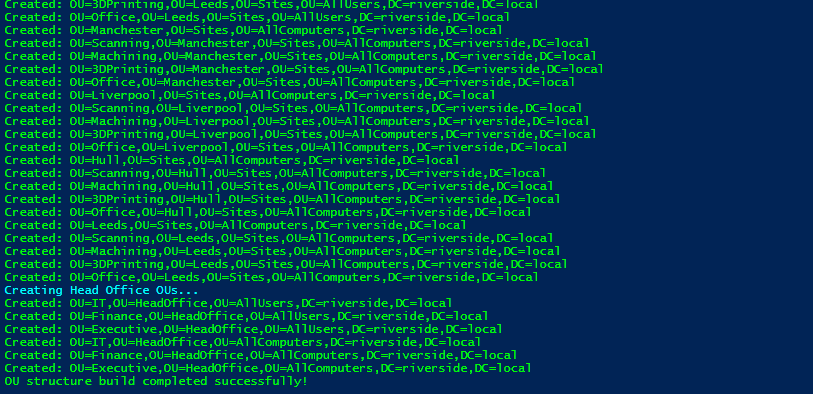 Created: OU=3DPrinting,OU=Leeds,OU=Sites,OU=AllUsers,DC=riverside,DC=local
Created: OU=Office,OU=Leeds,OU=Sites,OU=AllUsers,DC=riverside,DC=local
Created: OU=Manchester,OU=Sites,OU=AllComputers,DC=riverside,DC=local
Created: OU=Scanning,OU=Manchester,OU=Sites,OU=AllComputers,DC=riverside,DC=local
Created: OU=Machining,OU=Manchester,OU=Sites,OU=AllComputers,DC=riverside,DC=local
Created: OU=3DPrinting,OU=Manchester,OU=Sites,OU=AllComputers,DC=riverside,DC=local
Created: OU=Office,OU=Manchester,OU=Sites,OU=AllComputers,DC=riverside,DC=local
Created: OU=Liverpool,OU=Sites,OU=AllComputers,DC=riverside,DC=local
Created: OU=Scanning,OU=Liverpool,OU=Sites,OU=AllComputers,DC=riverside,DC=local
Created: OU=Machining,OU=Liverpool,OU=Sites,OU=AllComputers,DC=riverside,DC=local
Created: OU=3DPrinting,OU=Liverpool,OU=Sites,OU=AllComputers,DC=riverside,DC=local
Created: OU=Office,OU=Liverpool,OU=Sites,OU=AllComputers,DC=riverside,DC=local
Created: OU=Hull,OU=Sites,OU=AllComputers,DC=riverside,DC=local
Created: OU=Scanning,OU=Hull,OU=Sites,OU=AllComputers,DC=riverside,DC=local
Created: OU=Machining,OU=Hull,OU=Sites,OU=AllComputers,DC=riverside,DC=local
Created: OU=3DPrinting,OU=Hull,OU=Sites,OU=AllComputers,DC=riverside,DC=local
Created: OU=Office,OU=Hull,OU=Sites,OU=AllComputers,DC=riverside,DC=local
Created: OU=Leeds,OU=Sites,OU=AllComputers,DC=riverside,DC=local
Created: OU=Scanning,OU=Leeds,OU=Sites,OU=AllComputers,DC=riverside,DC=local
Created: OU=Machining,OU=Leeds,OU=Sites,OU=AllComputers,DC=riverside,DC=local
Created: OU=3DPrinting,OU=Leeds,OU=Sites,OU=AllComputers,DC=riverside,DC=local
Created: OU=Office,OU=Leeds,OU=Sites,OU=AllComputers,DC=riverside,DC=local
Creating Head Office OUs...
Created: OU=IT,OU=HeadOffice,OU=AllUsers,DC=riverside,DC=local
Created: OU=Finance,OU=HeadOffice,OU=AllUsers,DC=riverside,DC=local
Created: OU=Executive,OU=HeadOffice,OU=AllUsers,DC=riverside,DC=local
Created: OU=IT,OU=HeadOffice,OU=AllComputers,DC=riverside,DC=local
Created: OU=Finance,OU=HeadOffice,OU=AllComputers,DC=riverside,DC=local
Created: OU=Executive,OU=HeadOffice,OU=AllComputers,DC=riverside,DC=local
OU structure build completed successfully!